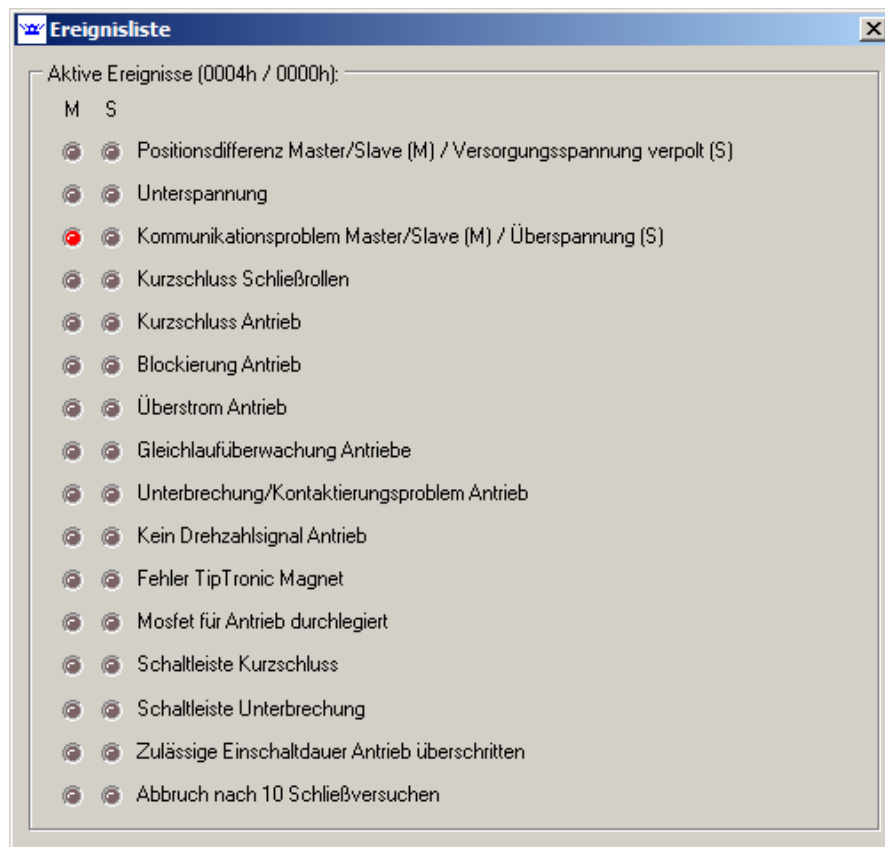 Ereignisliste
Aktive Ereignisse (0004h / 0000h):
M S
Positionsdifferenz Master/Slave (M) / Versorgungsspannung verpolt (S)
Unterspannung
Kommunikationsproblem Master/Slave (M) / Überspannung (S)
Kurzschluss Schließrollen
Kurzschluss Antrieb
Blockierung Antrieb
Überstrom Antrieb
Gleichlaufüberwachung Antriebe
Unterbrechung/Kontaktierungsproblem Antrieb
Kein Drehzahlsignal Antrieb
Fehler TipTronic Magnet
Mosfet für Antrieb durchlegiert
Schaltleiste Kurzschluss
Schaltleiste Unterbrechung
Zulässige Einschaltdauer Antrieb überschritten
Abbruch nach 10 Schließversuchen